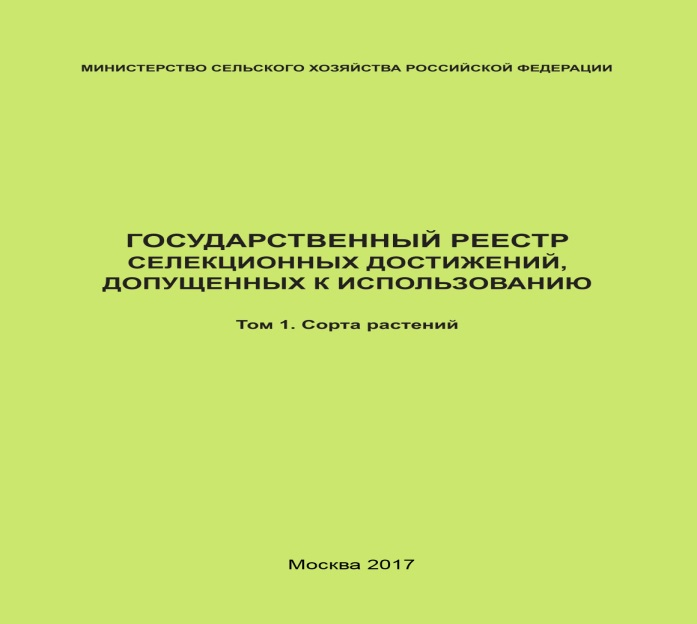 МИНИСТЕРСТВО СЕЛЬСКОГО ХОЗЯЙСТВА РОССИЙСКОЙ ФЕДЕРАЦИИ
ГОСУДАРСТВЕННЫЙ РЕЕСТР
СЕЛЕКЦИОННЫХ ДОСТИЖЕНИЙ,
ДОПУЩЕННЫХ К ИСПОЛЬЗОВАНИЮ
Том 1. Сорта растений
Москва 2017